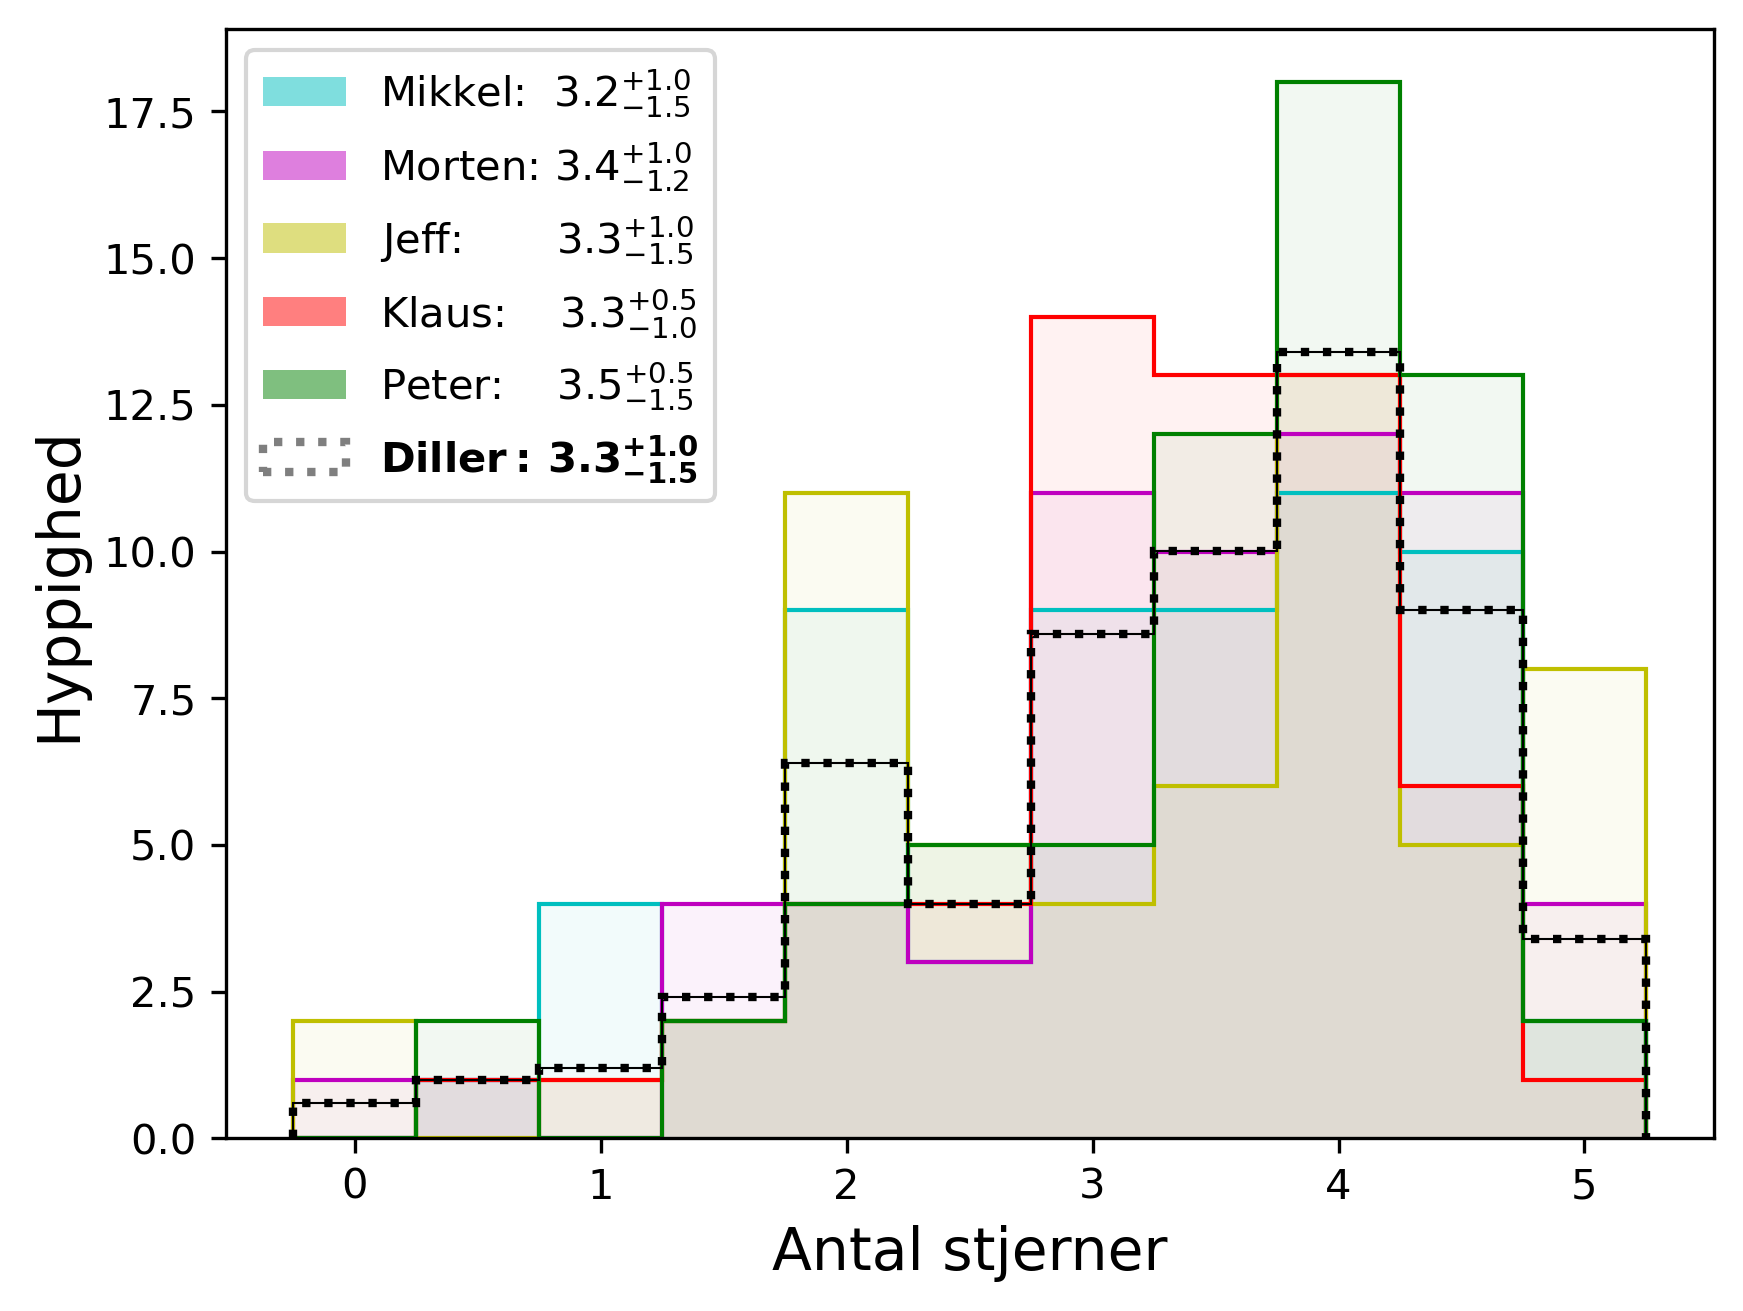 Mikkel: 3.2+1.0 −1.5
Morten: 3.4+1.0 −1.2
Jeff: 3.3+1.0 −1.5
Klaus: 3.3+0.5 −1.0
Peter: 3.5+0.5 −1.5
Diller : 3.3+1.0 −1.5
17.5
15.0
12.5
10.0
7.5
5.0
2.5
0.0
Hyppighed
0 1 2 3 4 5
Antal stjerner